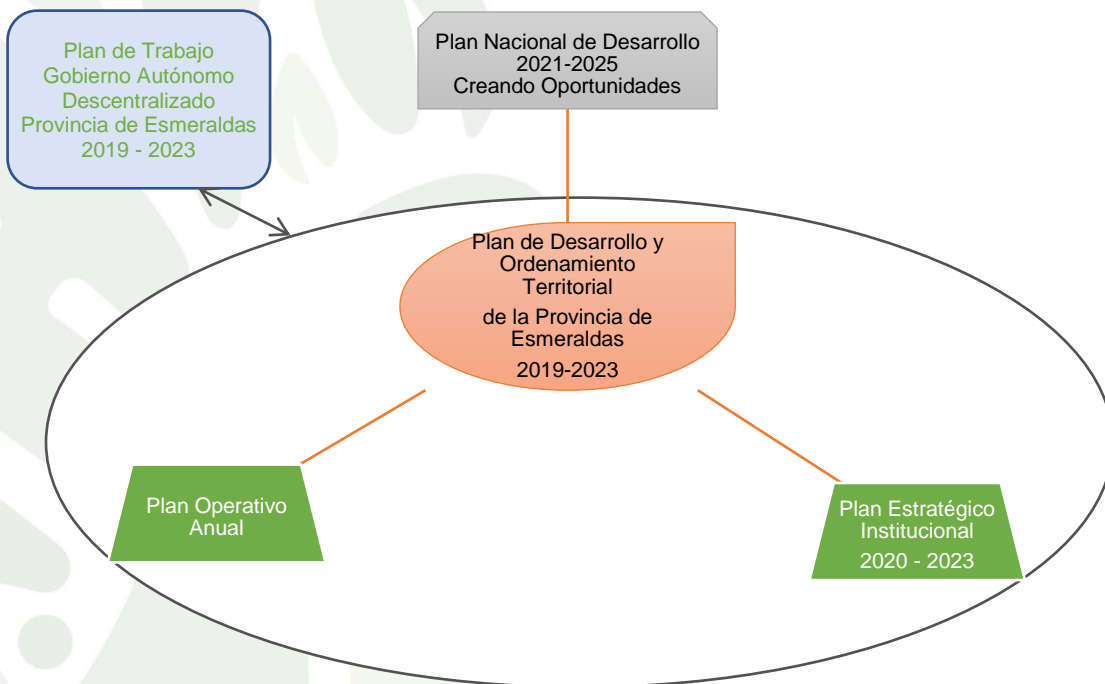 Plan de Trabajo
Gobierno Autónomo
Descentralizado
Provincia de Esmeraldas
2019 - 2023
Plan Nacional de Desarrollo
2021-2025
Creando Oportunidades
Plan de Desarrollo y
Ordenamiento
Territorial
de la Provincia de
Esmeraldas
2019-2023
Plan Operativo
Anual
Plan Estratégico
Institucional
2020 - 2023